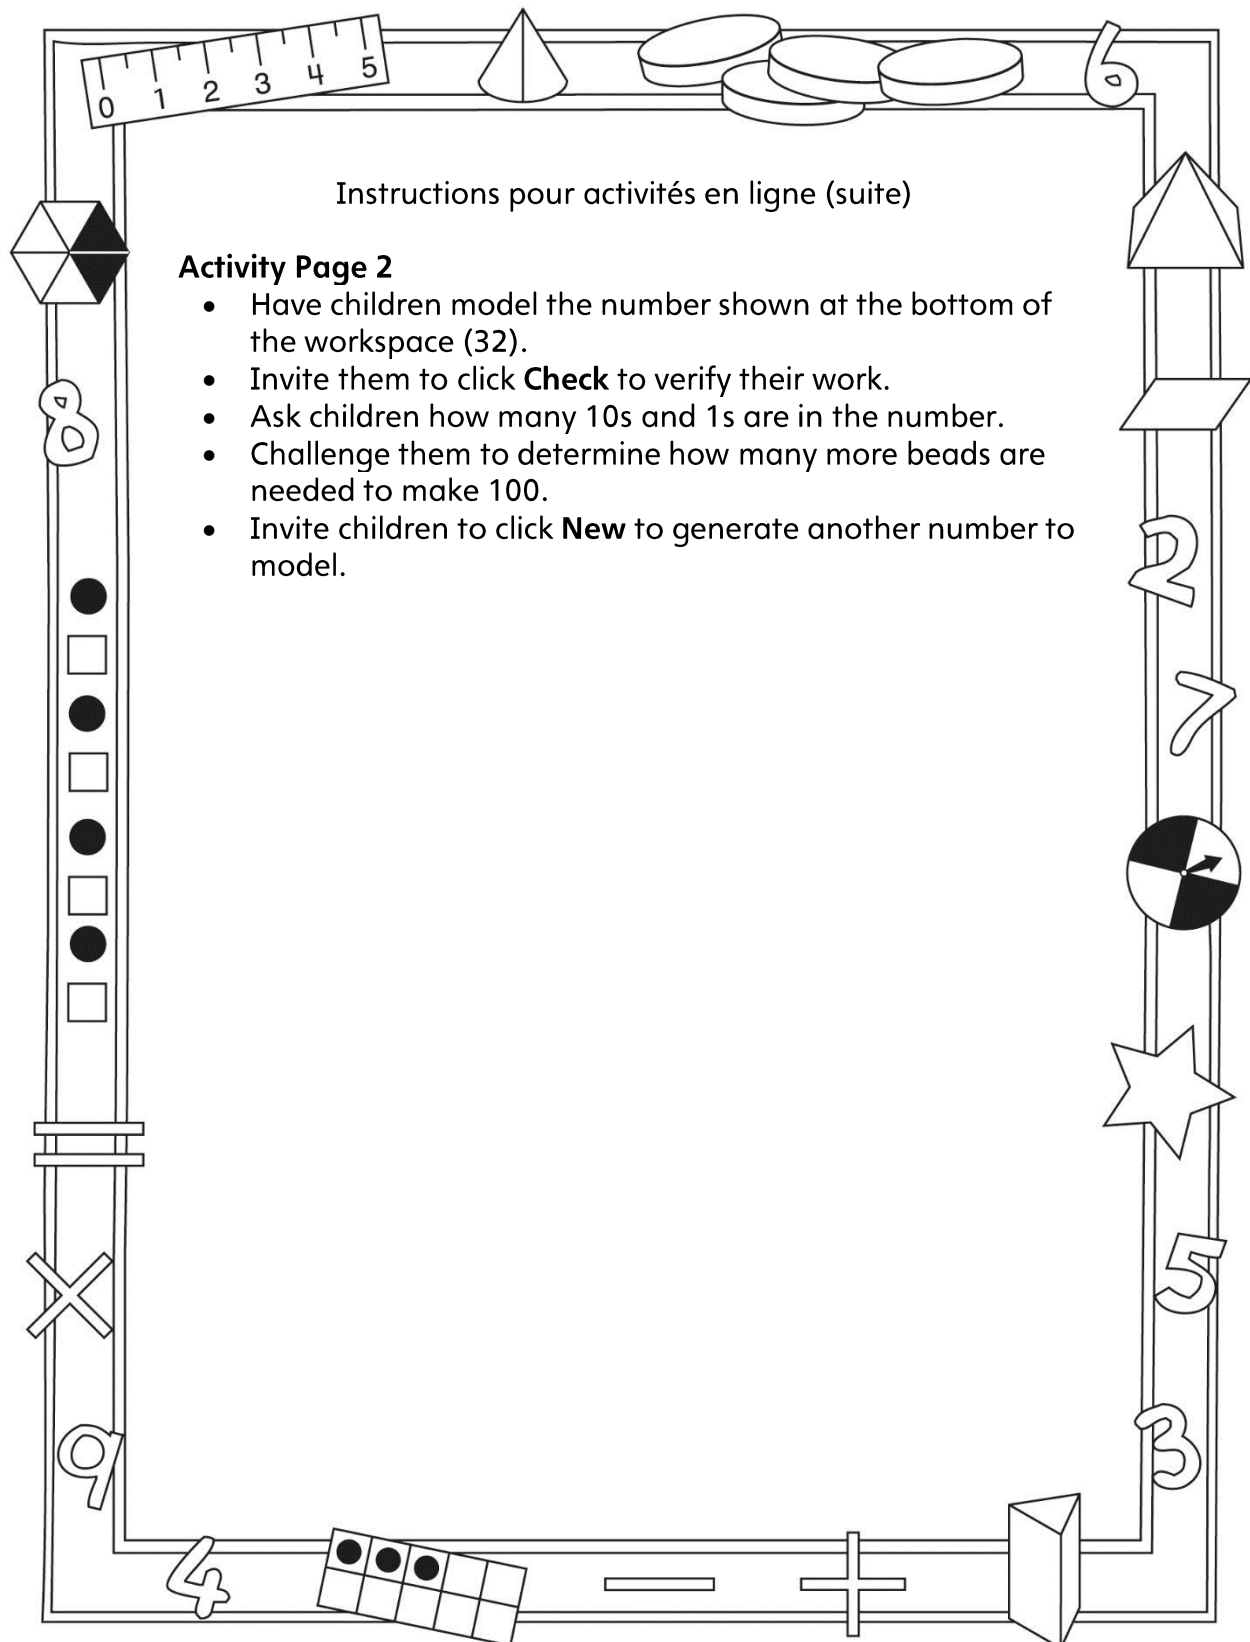 0 1 2 3 4 5
6
Instructions pour activités en ligne (suite)
Activity Page 2
• Have children model the number shown at the bottom of
the workspace (32).
• Invite them to click Check to verify their work.
• Ask children how many 10s and 1s are in the number.
• Challenge them to determine how many more beads are
needed to make 100.
• Invite children to click New to generate another number to
model.
8
2
7
5
3
9
4